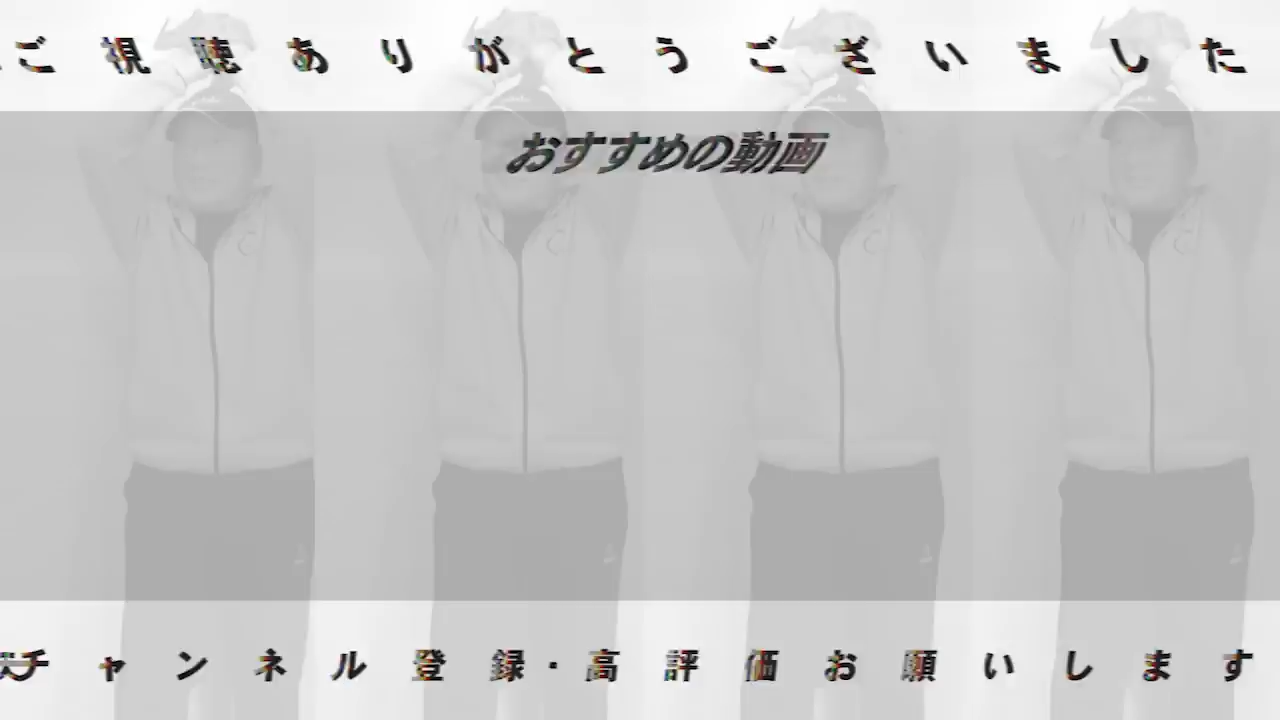 ご視聴ありがとうございました
おすすめの動画
チャンネル登録・高評価お願いします